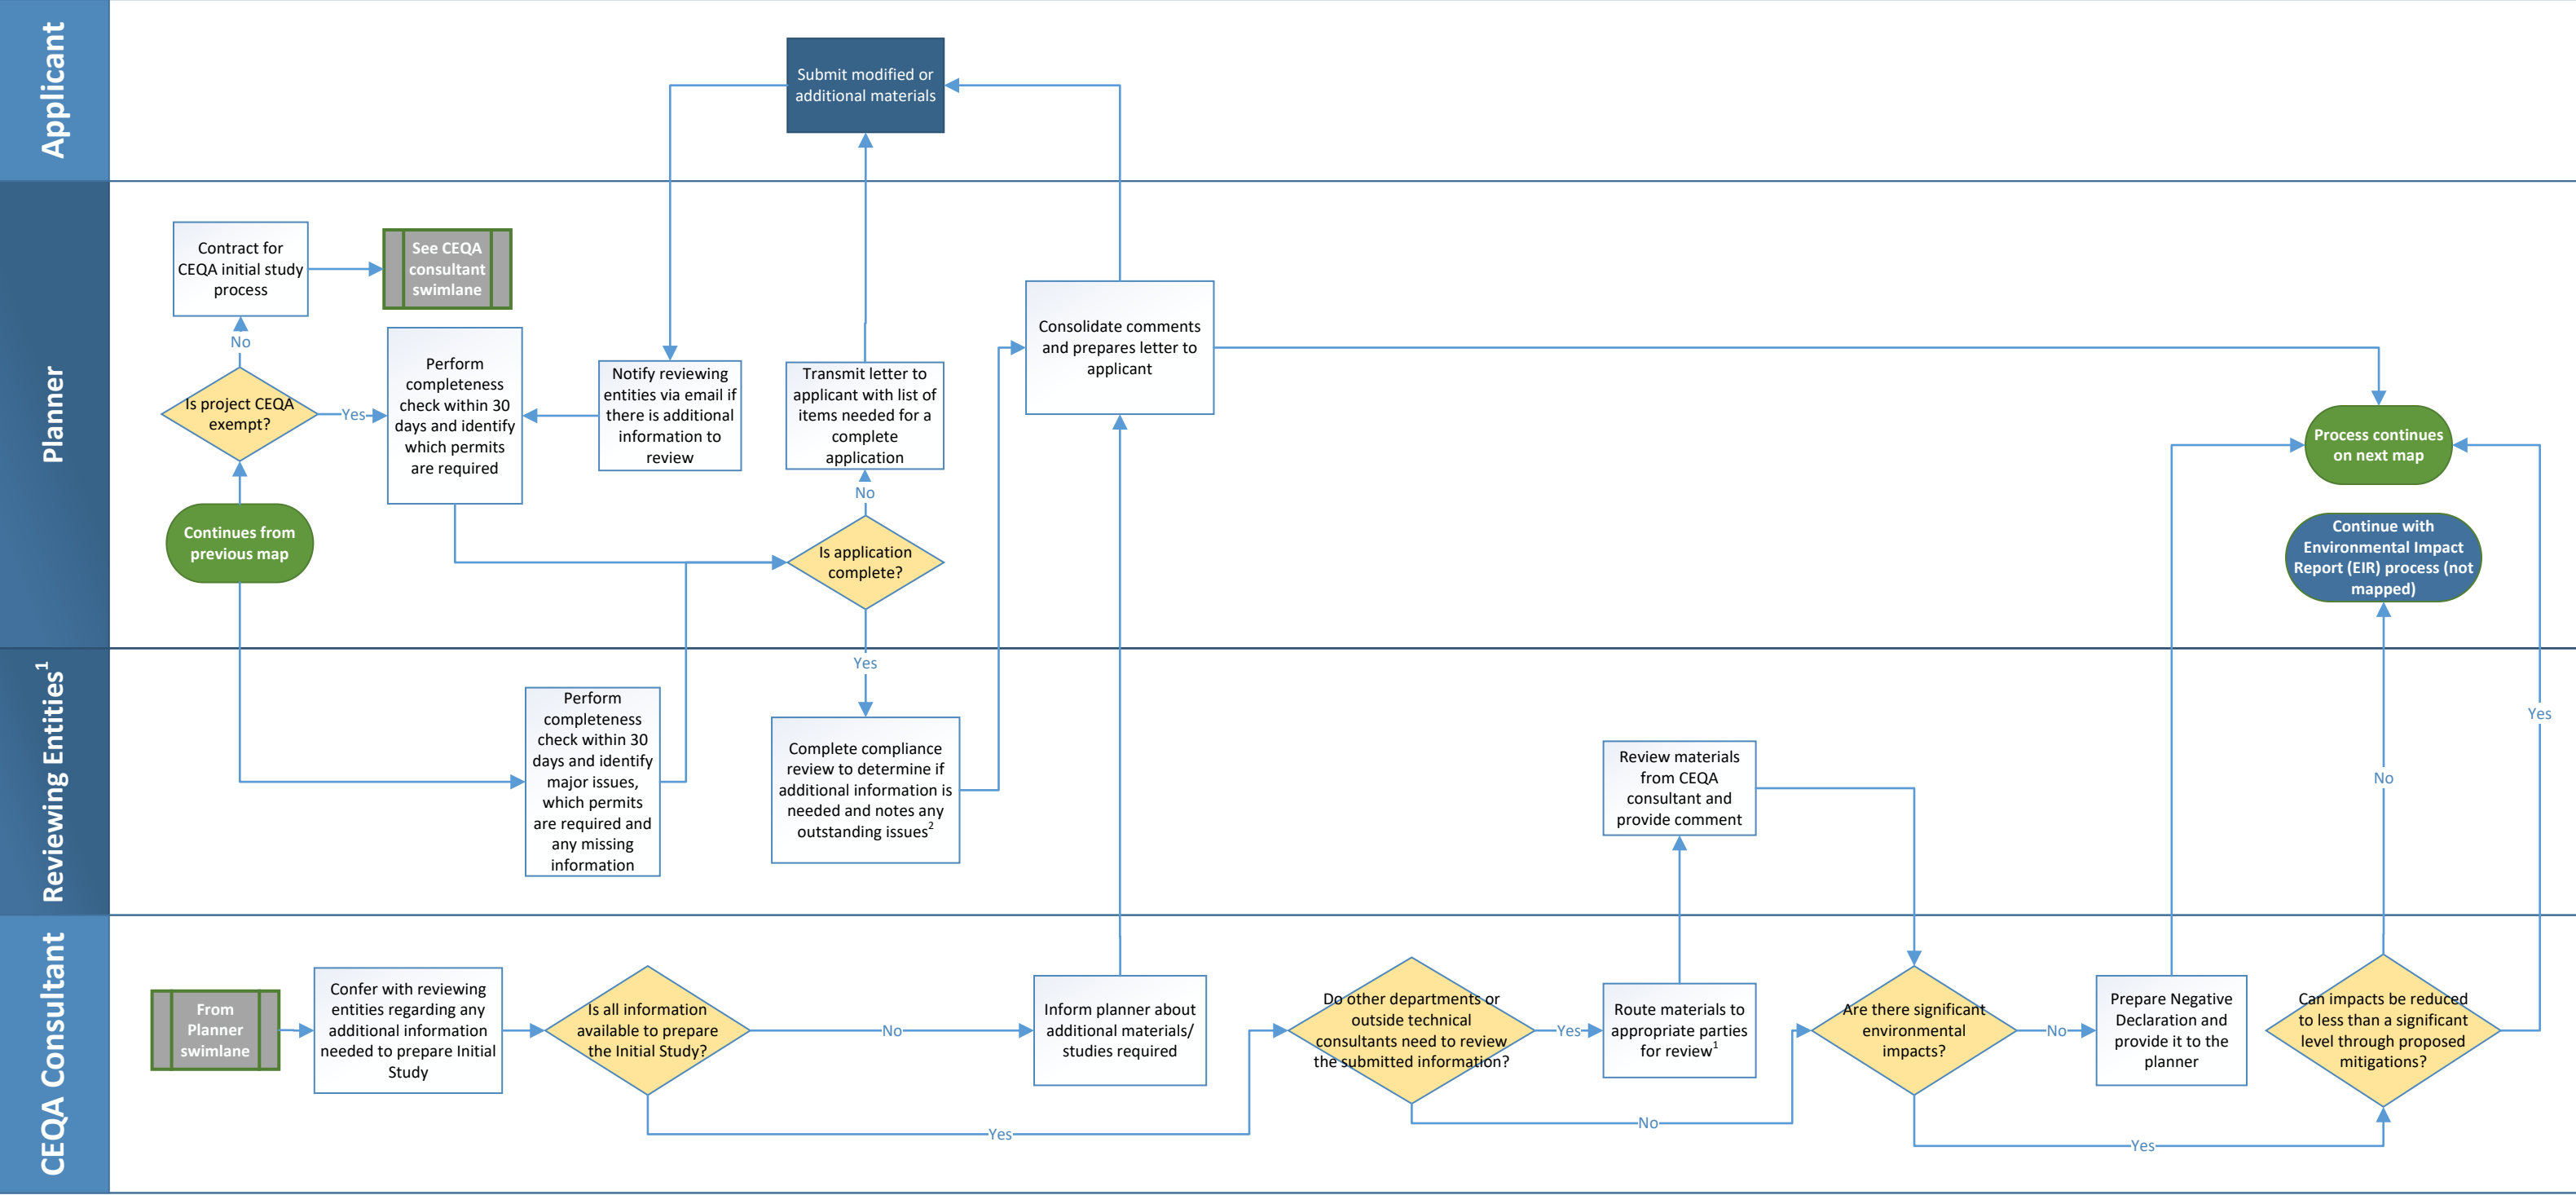 Applicant
Submit modified or
additional materials
Planner
Contract for
CEQA initial study
process
See CEQA
consultant
swimlane
No
Is project CEQA
exempt?
Yes
Continues from
previous map
Perform
completeness
check within 30
days and identify
which permits
are required
Notify reviewing
entities via email if
there is additional
information to
review
Transmit letter to
applicant with list of
items needed for a
complete
application
No
Is application
complete?
Consolidate comments
and prepares letter to
applicant
Process continues
on next map
Continue with
Environmental Impact
Report (EIR) process (not
mapped)
Reviewing Entities1
Yes
Perform
completeness
check within 30
days and identify
major issues,
which permits
are required and
any missing
information
Complete compliance
review to determine if
additional information is
needed and notes any
outstanding issues2
Review materials
from CEQA
consultant and
provide comment
No
Yes
CEQA Consultant
From
Planner
swimlane
Confer with reviewing
entities regarding any
additional information
needed to prepare Initial
Study
Is all information
available to prepare
the Initial Study?
No
Yes
Inform planner about
additional materials/
studies required
Do other departments or
outside technical
consultants need to review
the submitted information?
Yes
No
Route materials to
appropriate parties
for review1
Are there significant
environmental
impacts?
No
Yes
Prepare Negative
Declaration and
provide it to the
planner
Can impacts be reduced
to less than a significant
level through proposed
mitigations?